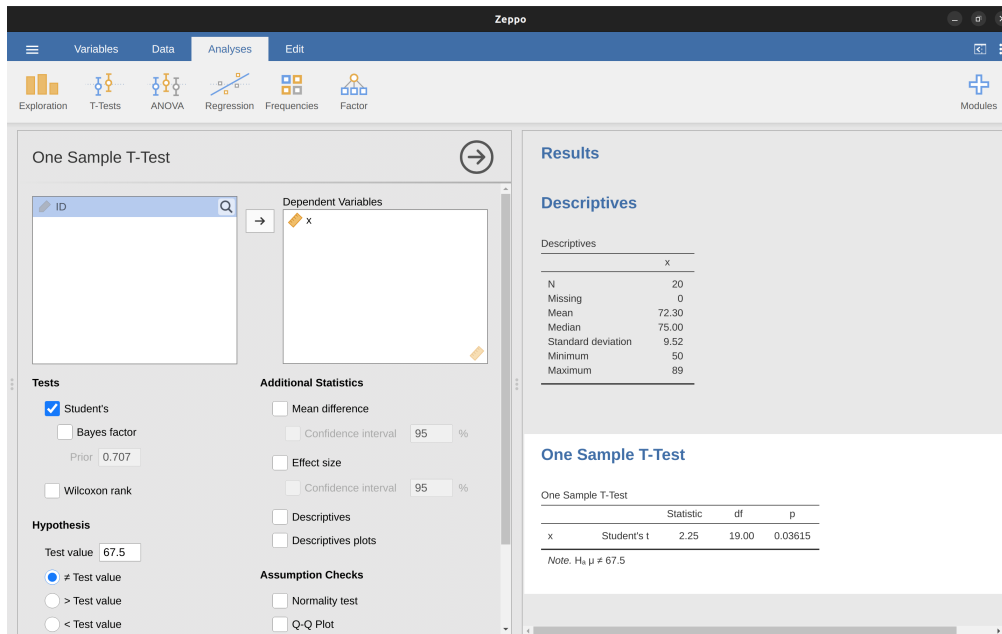 Zeppo
Variables Data Analyses Edit
Exploration T-Tests ANOVA Regression Frequencies Factor Modules
One Sample T-Test
ID
Dependent Variables
x
Tests
Student's
Bayes factor
Prior 0.707
Wilcoxon rank
Hypothesis
Test value 67.5
≠ Test value
> Test value
< Test value
Additional Statistics
Mean difference
Confidence interval 95 %
Effect size
Confidence interval 95 %
Descriptives
Descriptives plots
Assumption Checks
Normality test
Q-Q Plot
Results
Descriptives
Descriptives
x
N 20
Missing 0
Mean 72.30
Median 75.00
Standard deviation 9.52
Minimum 50
Maximum 89
One Sample T-Test
One Sample T-Test
Statistic df p
x Student's t 2.25 19.00 0.03615
Note. Hₐ μ ≠ 67.5